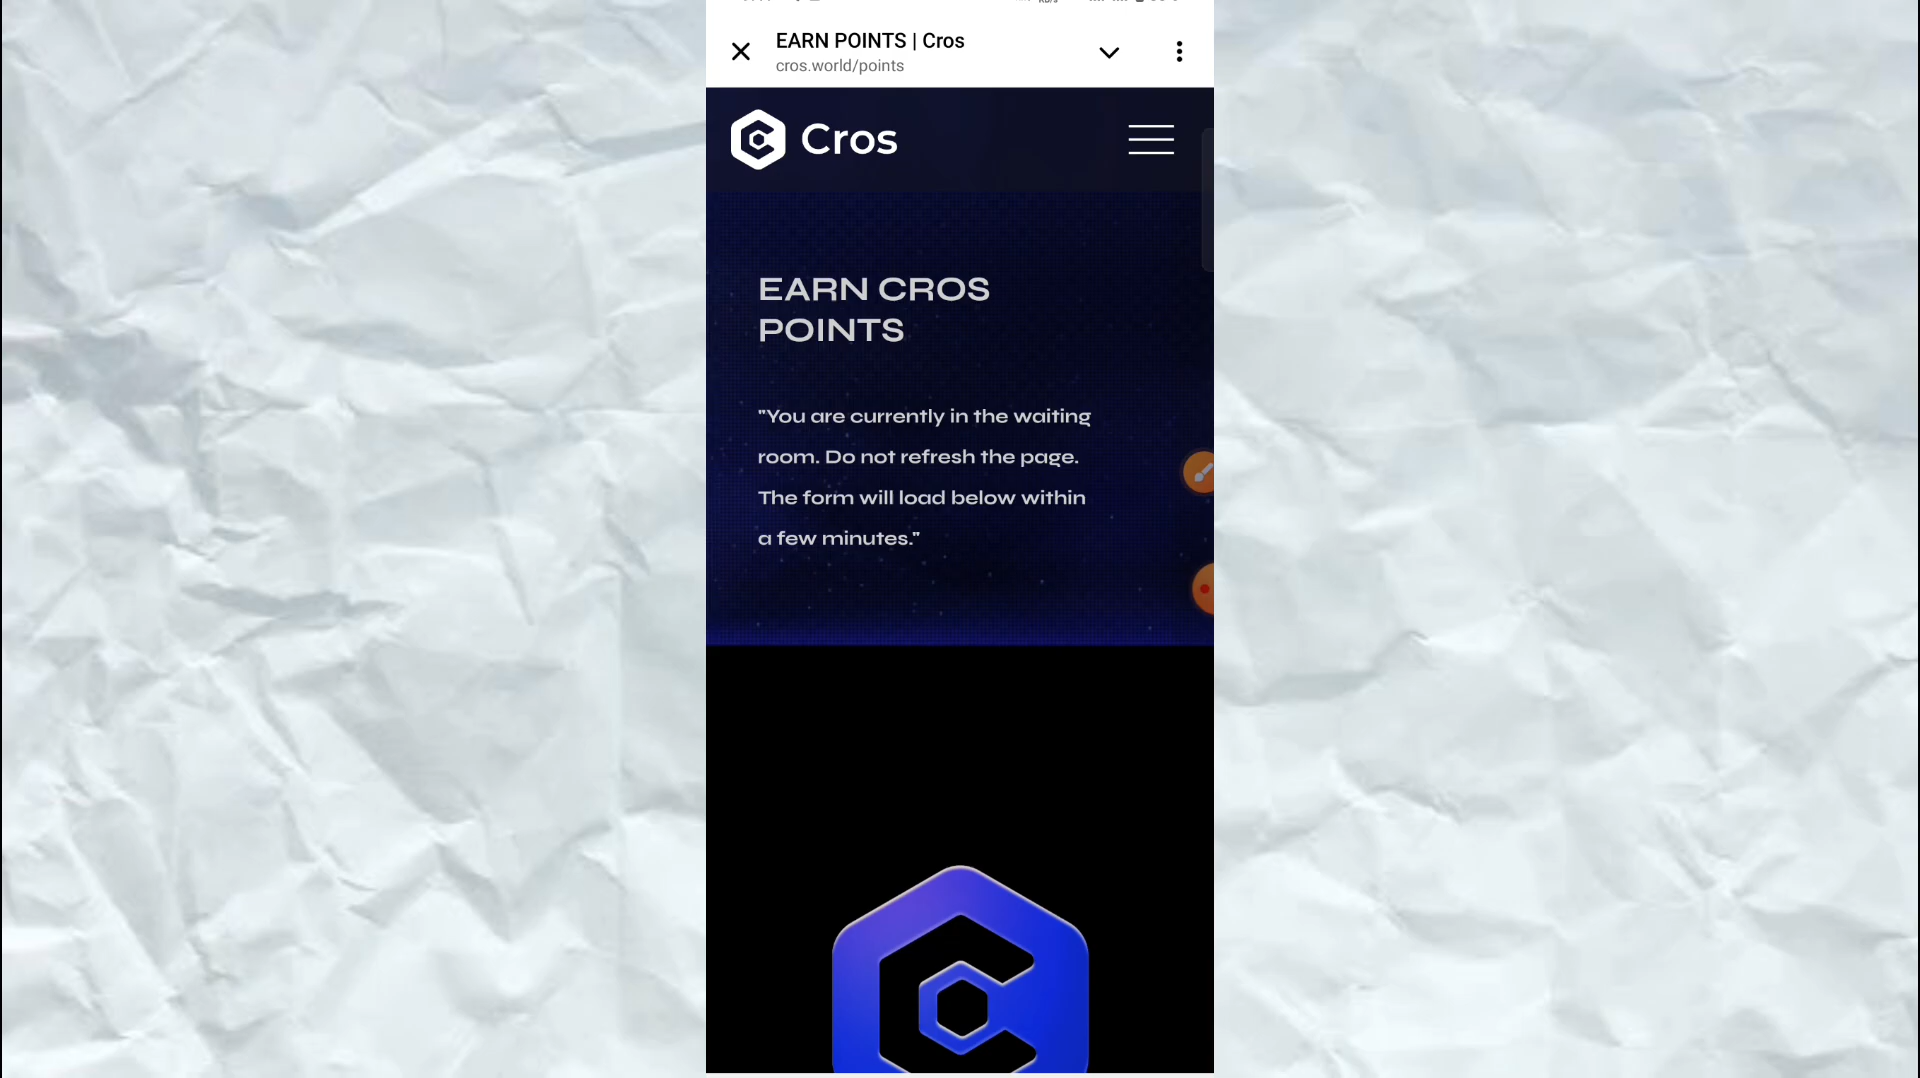 EARN POINTS | Cros
cros.world/points
Cros
EARN CROS
POINTS
"You are currently in the waiting
room. Do not refresh the page.
The form will load below within
a few minutes."